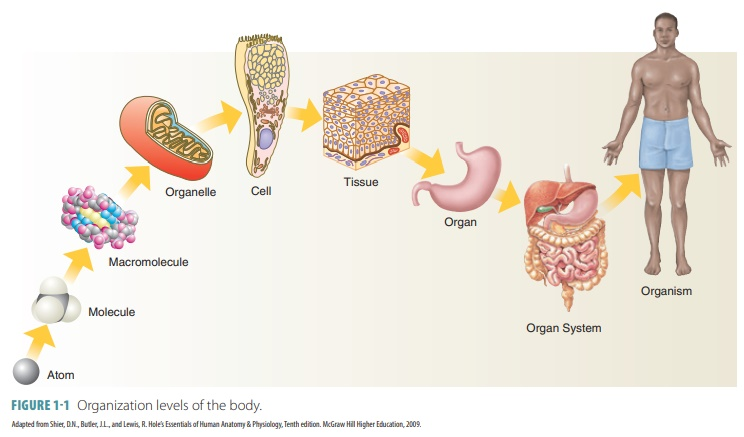 Atom
Molecule
Macromolecule
Organelle
Cell
Tissue
Organ
Organ System
Organism
FIGURE 1-1 Organization levels of the body.
Adapted from Shier, D.N., Butler, J.L., and Lewis, R. Hole's Essentials of Human Anatomy & Physiology, Tenth edition. McGraw Hill Higher Education, 2009.